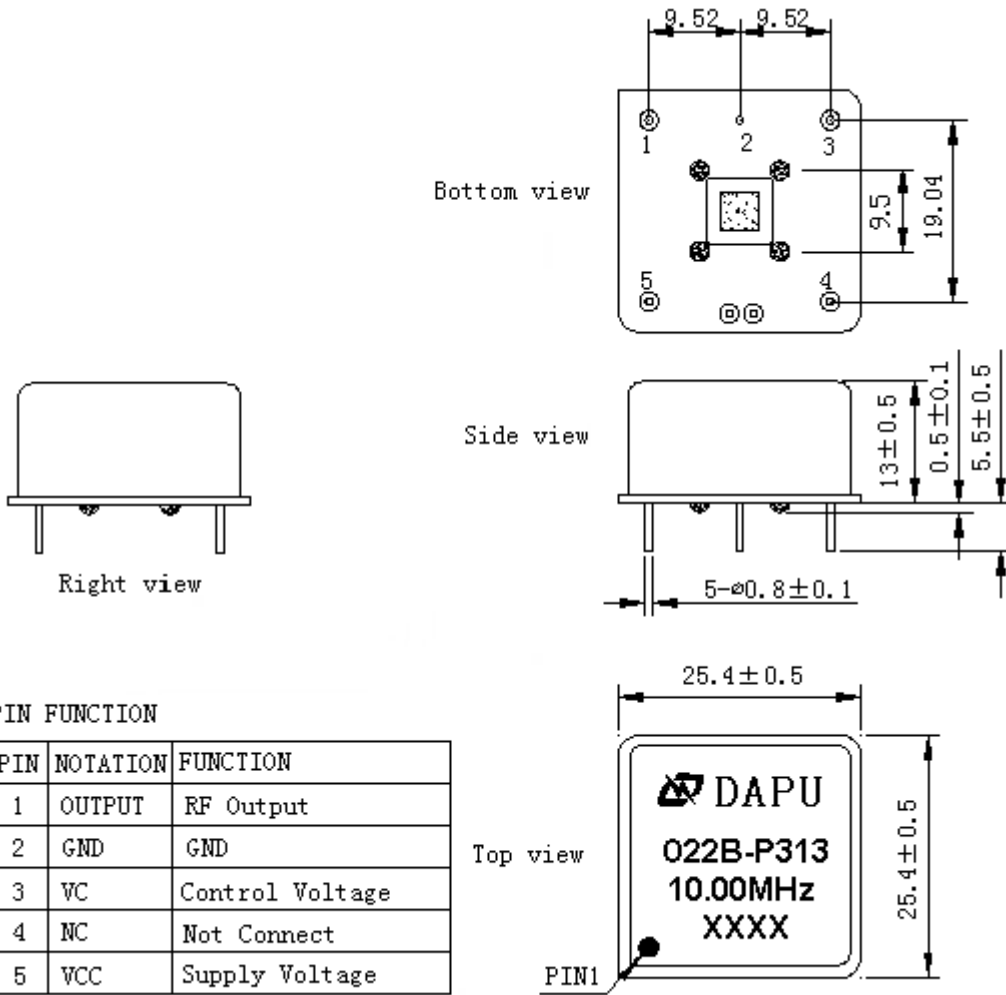 9.52 9.52
1 2 3
Bottom view
9.5
19.04
5 4
Side view
13±0.5
0.5±0.1
5.5±0.5
Right view
5-⌀0.8±0.1
25.4±0.5
PIN FUNCTION
PIN NOTATION FUNCTION
1 OUTPUT RF Output
2 GND GND
3 VC Control Voltage
4 NC Not Connect
5 VCC Supply Voltage
Top view
DAPU
O22B-P313
10.00MHz
XXXX
25.4±0.5
PIN1